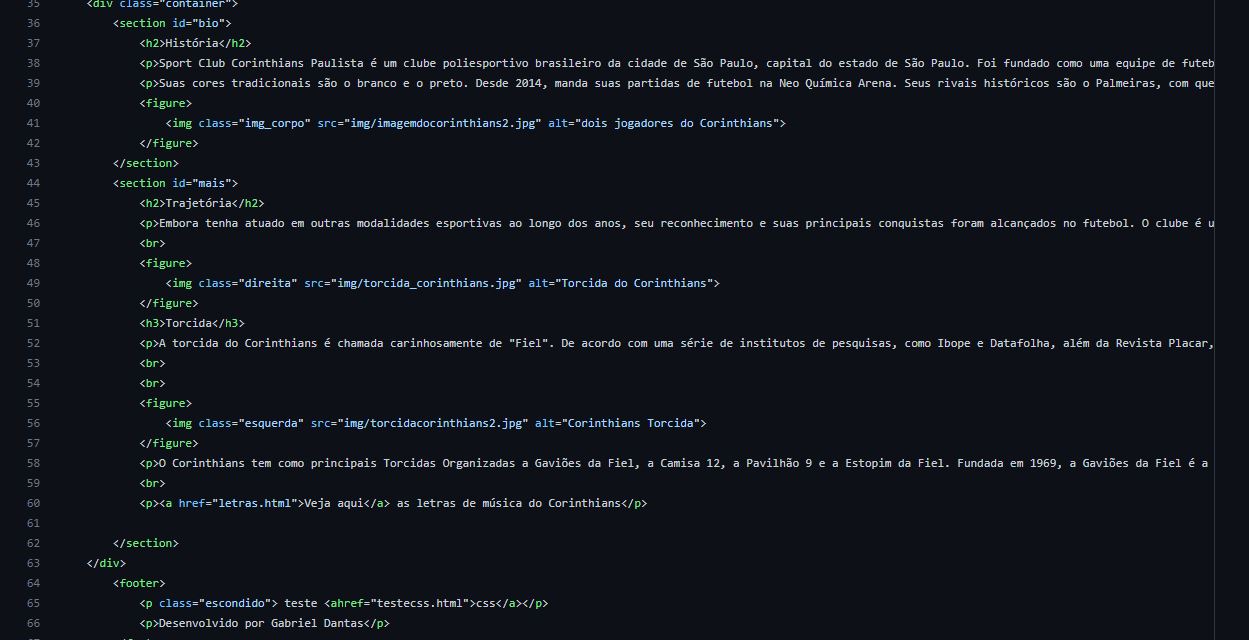 35 <div class="container">
36 <section id="bio">
37 <h2>História</h2>
38 <p>Sport Club Corinthians Paulista é um clube poliesportivo brasileiro da cidade de São Paulo, capital do estado de São Paulo. Foi fundado como uma equipe de futeb
39 <p>Suas cores tradicionais são o branco e o preto. Desde 2014, manda suas partidas de futebol na Neo Química Arena. Seus rivais históricos são o Palmeiras, com que
40 <figure>
41 <img class="img_corpo" src="img/imagemdocorinthians2.jpg" alt="dois jogadores do Corinthians">
42 </figure>
43 </section>
44 <section id="mais">
45 <h2>Trajetória</h2>
46 <p>Embora tenha atuado em outras modalidades esportivas ao longo dos anos, seu reconhecimento e suas principais conquistas foram alcançados no futebol. O clube é u
47 <br>
48 <figure>
49 <img class="direita" src="img/torcida_corinthians.jpg" alt="Torcida do Corinthians">
50 </figure>
51 <h3>Torcida</h3>
52 <p>A torcida do Corinthians é chamada carinhosamente de "Fiel". De acordo com uma série de institutos de pesquisas, como Ibope e Datafolha, além da Revista Placar,
53 <br>
54 <br>
55 <figure>
56 <img class="esquerda" src="img/torcidacorinthians2.jpg" alt="Corinthians Torcida">
57 </figure>
58 <p>O Corinthians tem como principais Torcidas Organizadas a Gaviões da Fiel, a Camisa 12, a Pavilhão 9 e a Estopim da Fiel. Fundada em 1969, a Gaviões da Fiel é a
59 <br>
60 <p><a href="letras.html">Veja aqui</a> as letras de música do Corinthians</p>
61
62 </section>
63 </div>
64 <footer>
65 <p class="escondido"> teste <ahref="testecss.html">css</a></p>
66 <p>Desenvolvido por Gabriel Dantas</p>